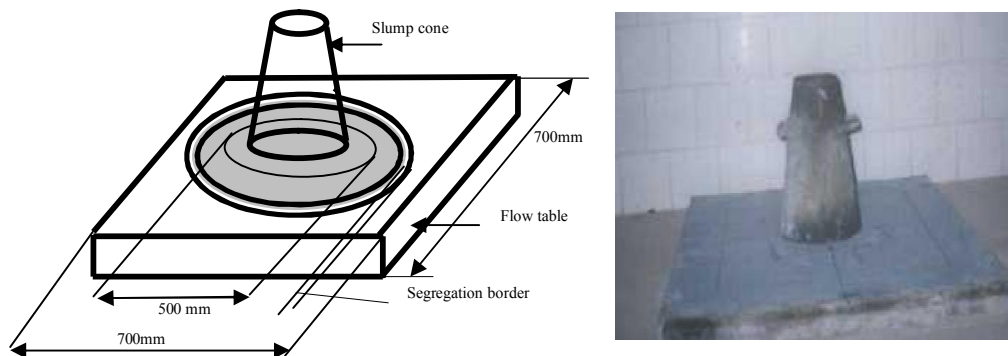 Slump cone
700mm
Flow table
Segregation border
500 mm
700mm